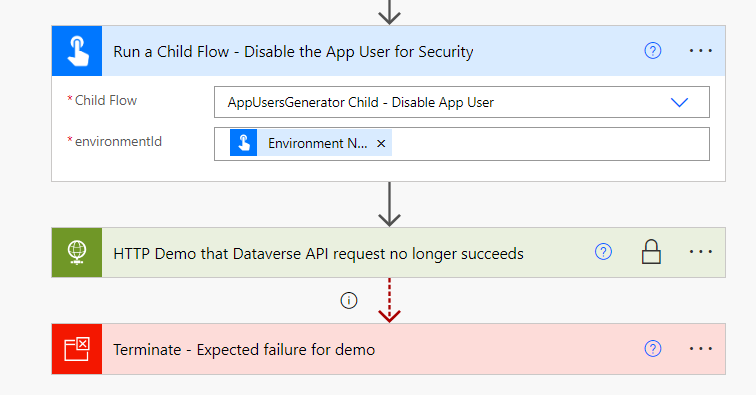 Run a Child Flow - Disable the App User for Security
*Child Flow
AppUsersGenerator Child - Disable App User
*environmentId
Environment N... ×
HTTP Demo that Dataverse API request no longer succeeds
Terminate - Expected failure for demo